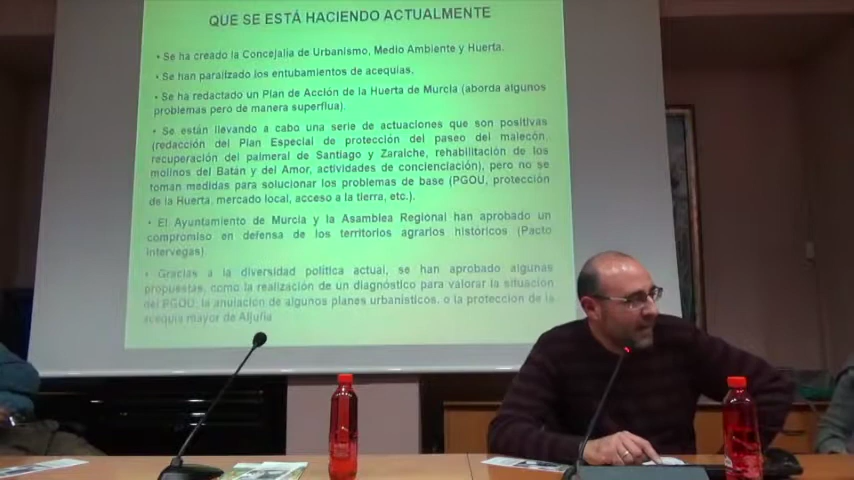 QUE SE ESTÁ HACIENDO ACTUALMENTE
• Se ha creado la Concejalía de Urbanismo, Medio Ambiente y Huerta.
• Se han paralizado los entubamientos de acequias.
• Se ha redactado un Plan de Acción de la Huerta de Murcia (aborda algunos
problemas pero de manera superflua).
• Se están llevando a cabo una serie de actuaciones que son positivas
(redacción del Plan Especial de protección del paseo del malecón,
recuperación del palmeral de Santiago y Zaraiche, rehabilitación de los
molinos del Batán y del Amor, actividades de concienciación), pero no se
toman medidas para solucionar los problemas de base (PGOU, protección
de la Huerta, mercado local, acceso a la tierra, etc.).
• El Ayuntamiento de Murcia y la Asamblea Regional han aprobado un
compromiso en defensa de los territorios agrarios históricos (Pacto
Intervegas).
• Gracias a la diversidad política actual, se han aprobado algunas
propuestas, como la realización de un diagnóstico para valorar la situación
del PGOU, la anulación de algunos planes urbanísticos, o la protección de la
acequia mayor de Aljufía